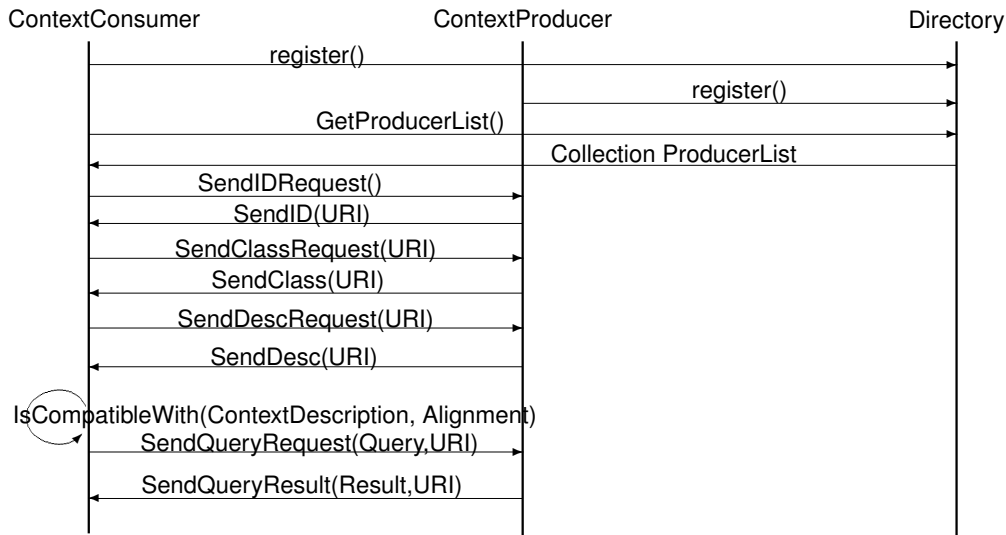 ContextConsumer ContextProducer Directory
register()
register()
GetProducerList()
Collection ProducerList
SendIDRequest()
SendID(URI)
SendClassRequest(URI)
SendClass(URI)
SendDescRequest(URI)
SendDesc(URI)
IsCompatibleWith(ContextDescription, Alignment)
SendQueryRequest(Query,URI)
SendQueryResult(Result,URI)